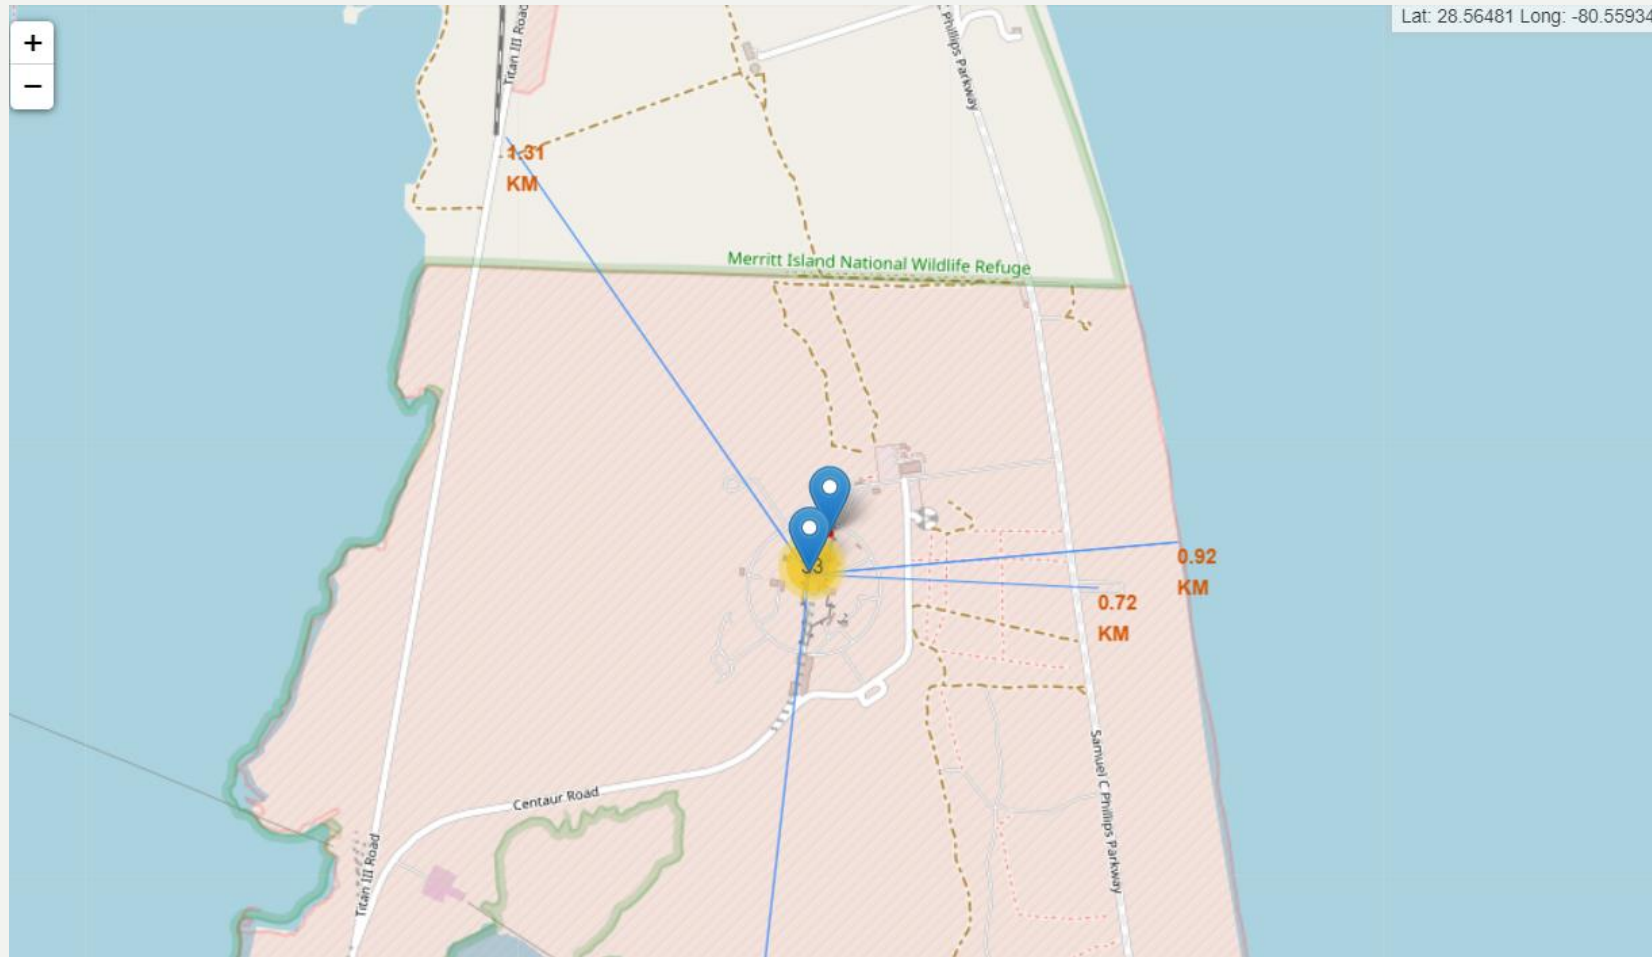 +
−
Lat: 28.56481 Long: -80.55934
Titan III Road
Phillips Parkway
1.31
KM
Merritt Island National Wildlife Refuge
33
0.92
KM
0.72
KM
Centaur Road
Titan III Road
Samuel C Phillips Parkway